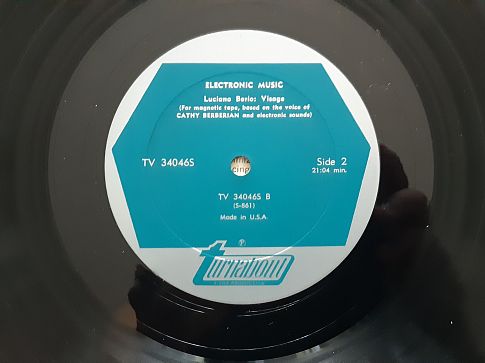 ELECTRONIC MUSIC
Luciano Berio: Visage
(For magnetic tape, based on the voice of
CATHY BERBERIAN and electronic sounds)
TV 34046S
Side 2
21:04 min.
TV 34046S B
(S-861)
Made in U.S.A.
℗
turnabout